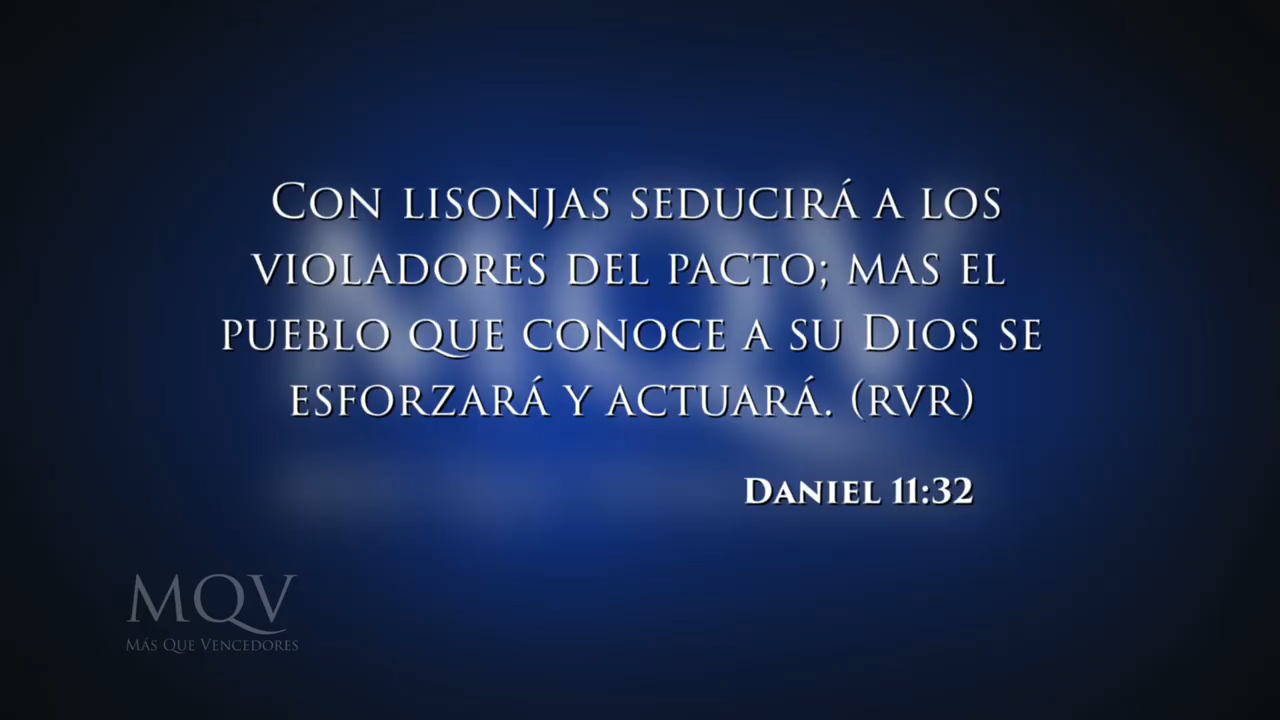 Con lisonjas seducirá a los
violadores del pacto; mas el
pueblo que conoce a su Dios se
esforzará y actuará. (rvr)
Daniel 11:32
MQV
Más Que Vencedores